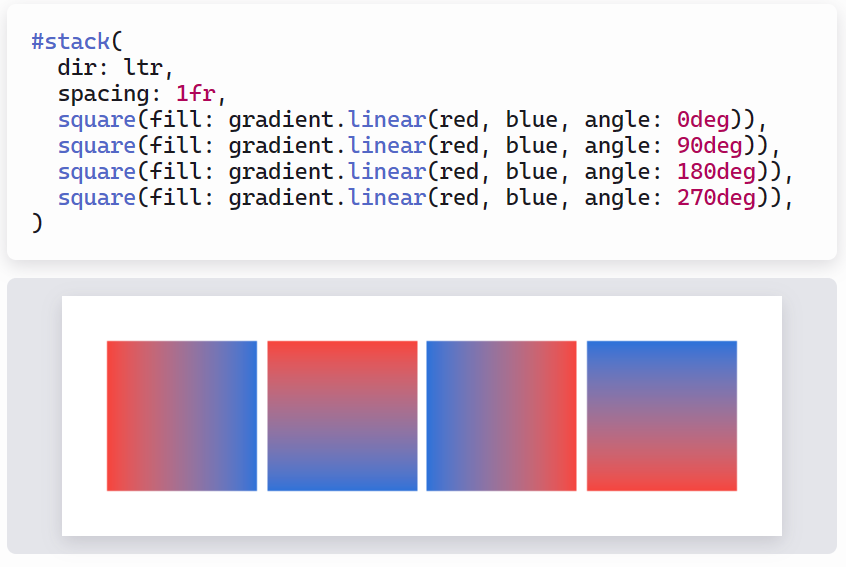 #stack(
  dir: ltr,
  spacing: 1fr,
  square(fill: gradient.linear(red, blue, angle: 0deg)),
  square(fill: gradient.linear(red, blue, angle: 90deg)),
  square(fill: gradient.linear(red, blue, angle: 180deg)),
  square(fill: gradient.linear(red, blue, angle: 270deg)),
)